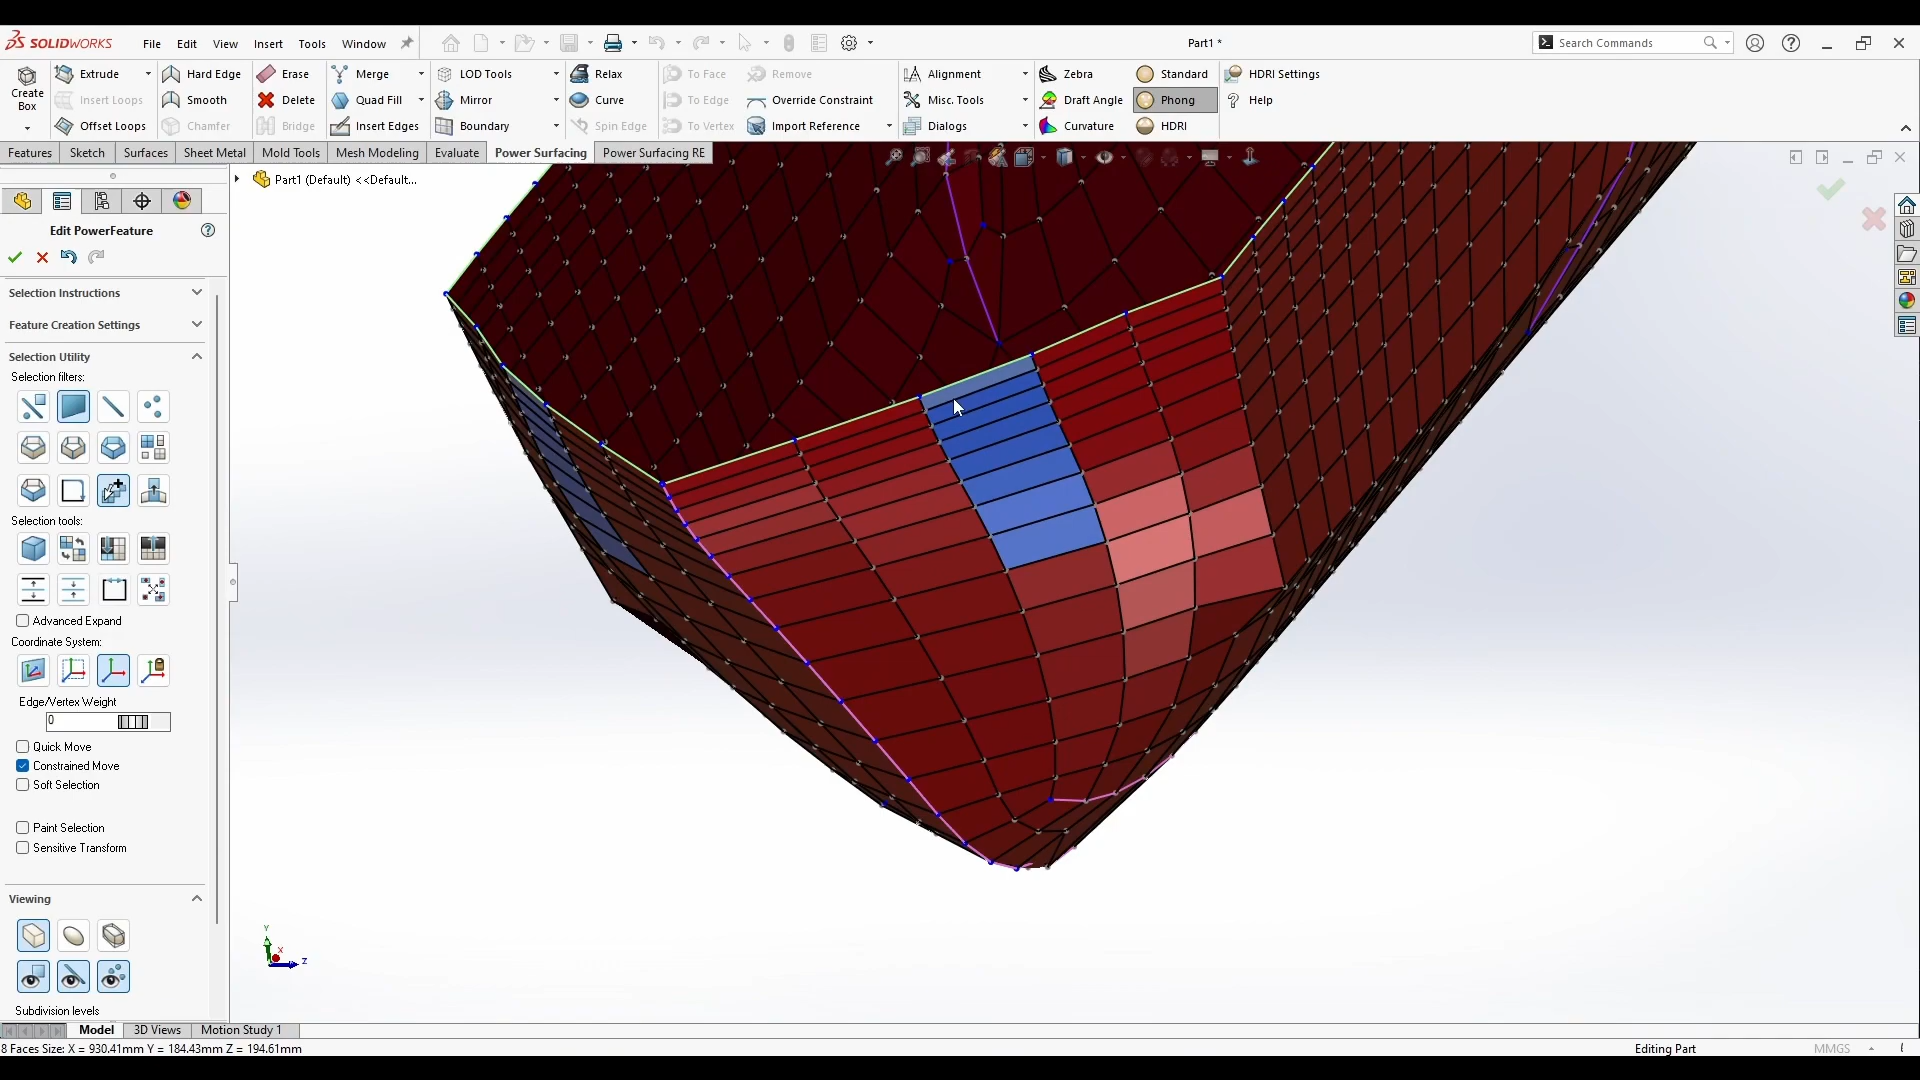 SOLIDWORKS File Edit View Insert Tools Window Part1 * Search Commands
Create Box
Extrude Hard Edge Erase Merge LOD Tools Relax To Face Remove Alignment Zebra Standard HDRI Settings
Insert Loops Smooth Delete Quad Fill Mirror Curve To Edge Override Constraint Misc. Tools Draft Angle Phong Help
Offset Loops Chamfer Bridge Insert Edges Boundary Spin Edge To Vertex Import Reference Dialogs Curvature HDRI
Features Sketch Surfaces Sheet Metal Mold Tools Mesh Modeling Evaluate Power Surfacing Power Surfacing RE
Part1 (Default) <<Default...
Edit PowerFeature
Selection Instructions
Feature Creation Settings
Selection Utility
Selection filters:
Selection tools:
Advanced Expand
Coordinate System:
Edge/Vertex Weight
0
Quick Move
Constrained Move
Soft Selection
Paint Selection
Sensitive Transform
Viewing
Y
X
Z
Subdivision levels
Model 3D Views Motion Study 1
8 Faces Size: X = 930.41mm Y = 184.43mm Z = 194.61mm Editing Part MMGS